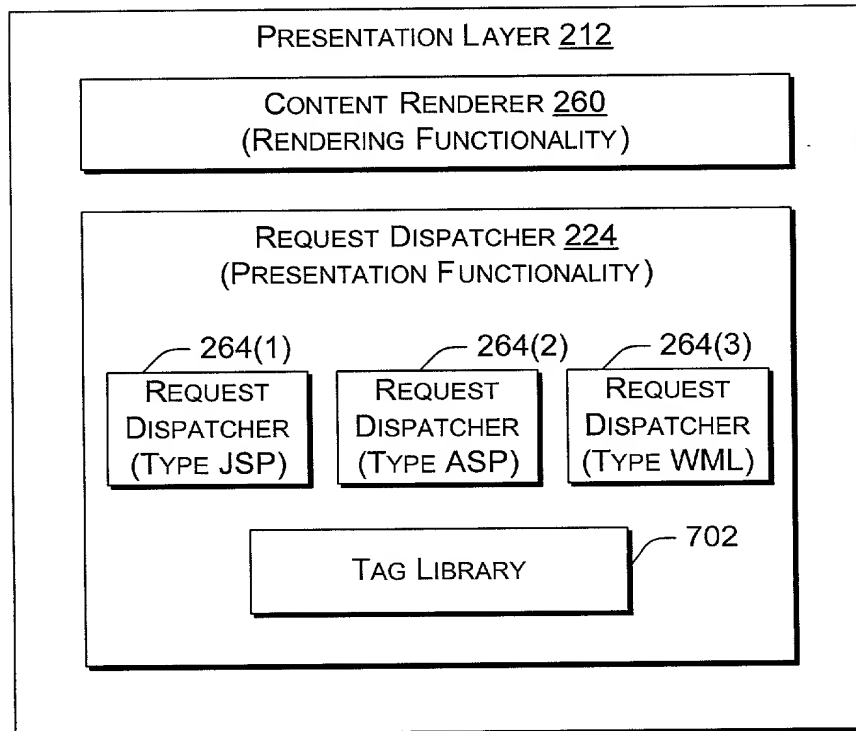 PRESENTATION LAYER 212
CONTENT RENDERER 260
(RENDERING FUNCTIONALITY)
REQUEST DISPATCHER 224
(PRESENTATION FUNCTIONALITY)
264(1)
REQUEST
DISPATCHER
(TYPE JSP)
264(2)
REQUEST
DISPATCHER
(TYPE ASP)
264(3)
REQUEST
DISPATCHER
(TYPE WML)
TAG LIBRARY
702